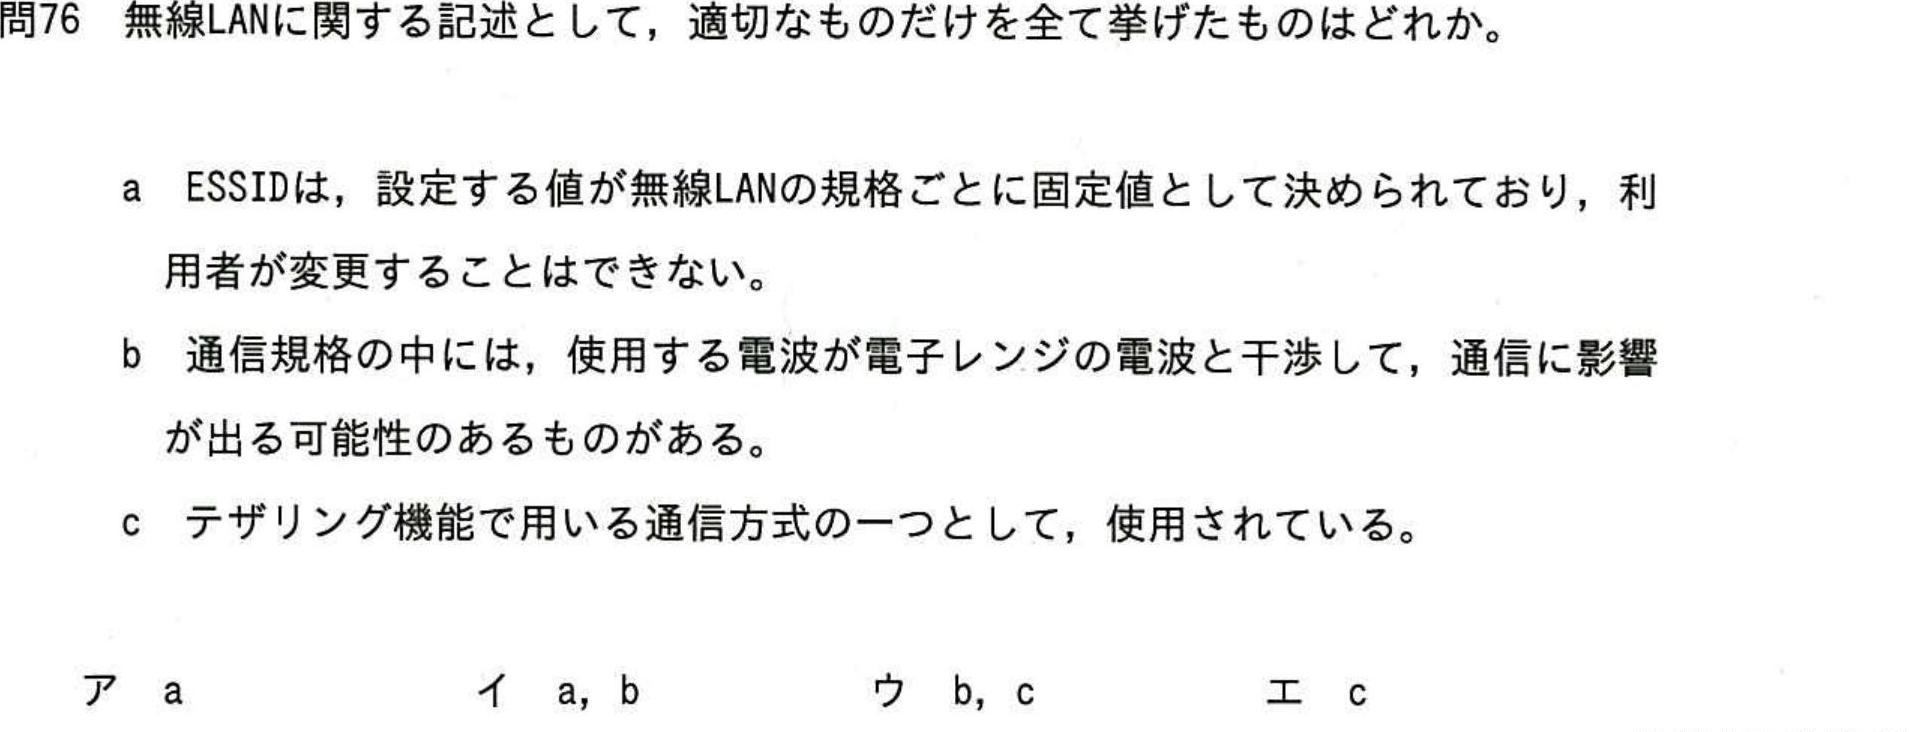 問76 無線LANに関する記述として，適切なものだけを全て挙げたものはどれか。
a ESSIDは，設定する値が無線LANの規格ごとに固定値として決められており，利
用者が変更することはできない。
b 通信規格の中には，使用する電波が電子レンジの電波と干渉して，通信に影響
が出る可能性のあるものがある。
c テザリング機能で用いる通信方式の一つとして，使用されている。
ア a イ a, b ウ b, c エ c